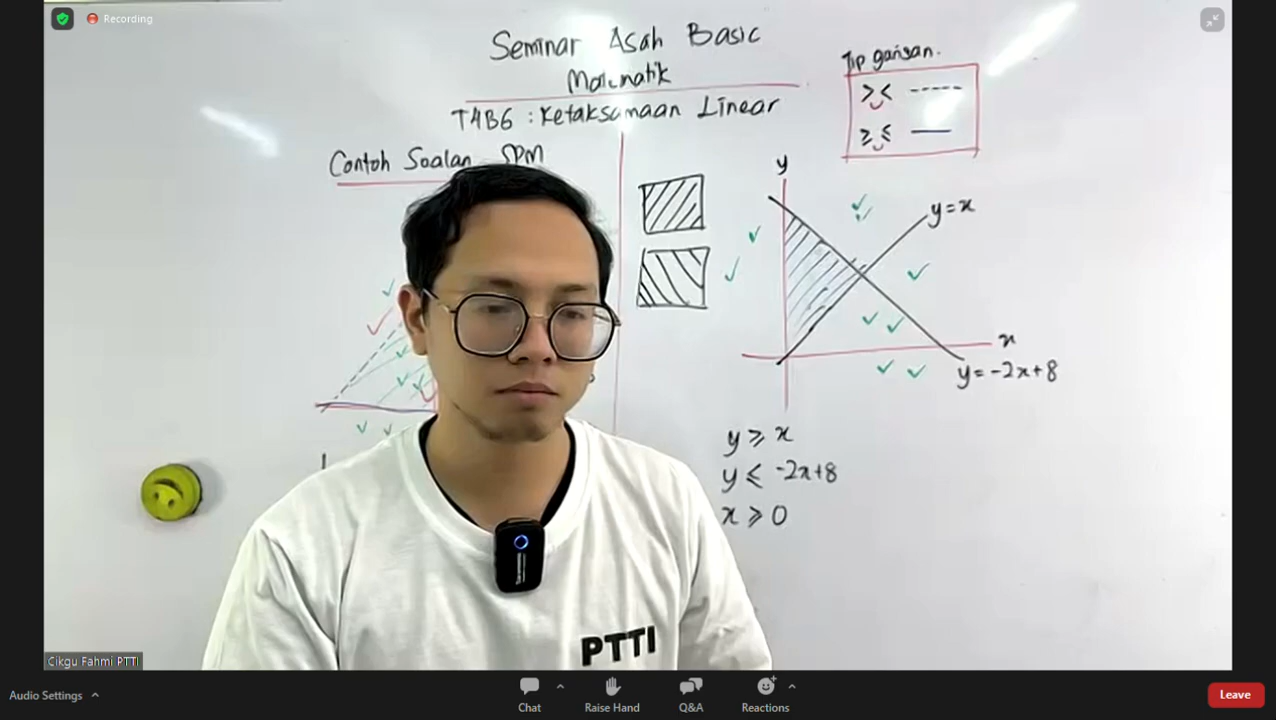 Recording
Seminar Asah Basic
Matematik
T4B6 : Ketaksamaan Linear
Contoh Soalan SPM
Tip garisan.
> < -----
≥ ≤ —
y
y = x
x
y = -2x+8
y ≥ x
y ≤ -2x+8
x ≥ 0
PTTI
Cikgu Fahmi PTTI
Audio Settings
Chat
Raise Hand
Q&A
Reactions
Leave